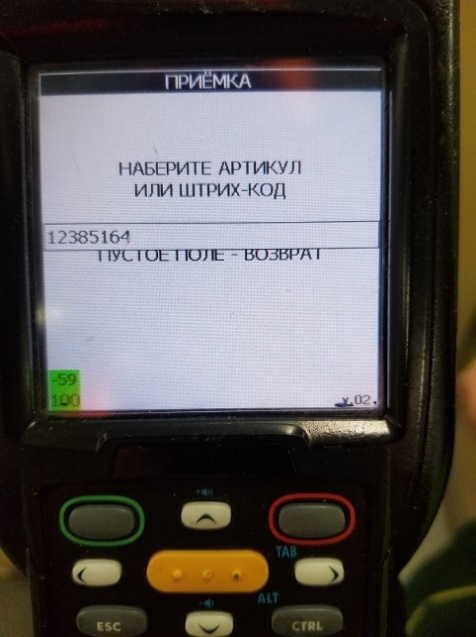 ПРИЁМКА
НАБЕРИТЕ АРТИКУЛ
ИЛИ ШТРИХ-КОД
12385164
ПУСТОЕ ПОЛЕ - ВОЗВРАТ
-59
100
v.02.
TAB
ALT
ESC
CTRL